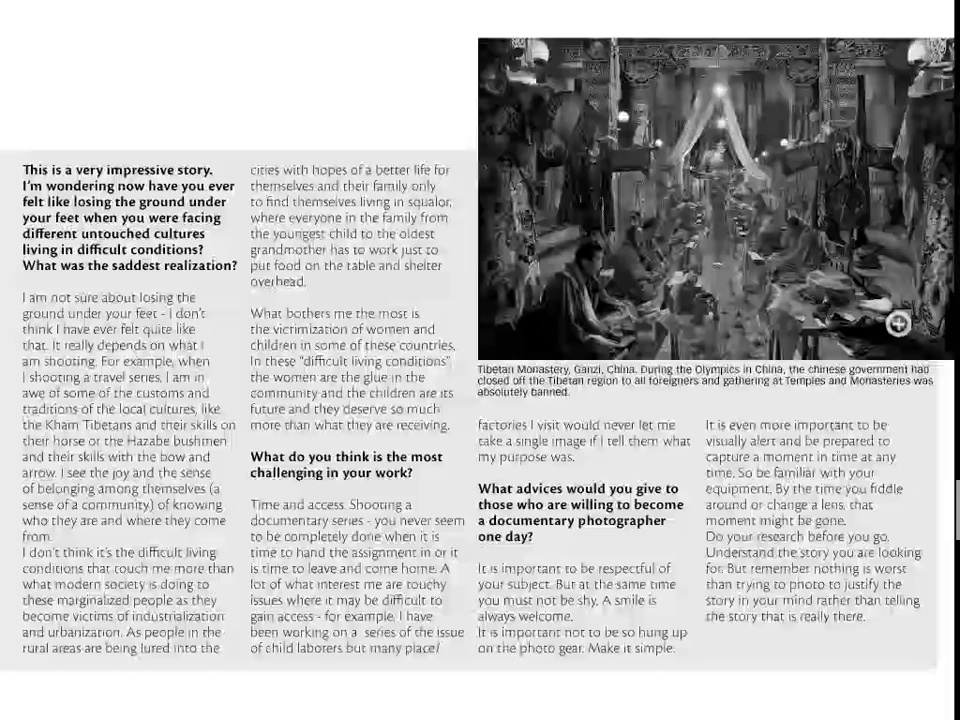 This is a very impressive story.
I'm wondering now have you ever
felt like losing the ground under
your feet when you were facing
different untouched cultures
living in difficult conditions?
What was the saddest realization?
I am not sure about losing the
ground under your feet - I don't
think I have ever felt quite like
that. It really depends on what I
am shooting. For example, when
I shooting a travel series, I am in
awe of some of the customs and
traditions of the local cultures, like
the Kham Tibetans and their skills on
their horse or the Hazabe bushmen
and their skills with the bow and
arrow. I see the joy and the sense
of belonging among themselves (a
sense of a community) of knowing
who they are and where they come
from.
I don't think it's the difficult living
conditions that touch me more than
what modern society is doing to
these marginalized people as they
become victims of industrialization
and urbanization. As people in the
rural areas are being lured into the
cities with hopes of a better life for
themselves and their family only
to find themselves living in squalor,
where everyone in the family from
the youngest child to the oldest
grandmother has to work just to
put food on the table and shelter
overhead.
What bothers me the most is
the victimization of women and
children in some of these countries.
In these "difficult living conditions",
the women are the glue in the
community and the children are its
future and they deserve so much
more than what they are receiving.
What do you think is the most
challenging in your work?
Time and access. Shooting a
documentary series - you never seem
to be completely done when it is
time to hand the assignment in or it
is time to leave and come home. A
lot of what interest me are touchy
issues where it may be difficult to
gain access - for example, I have
been working on a series of the issue
of child laborers but many place/
Tibetan Monastery, Ganzi, China. During the Olympics in China, the chinese government had
closed off the Tibetan region to all foreigners and gathering at Temples and Monasteries was
absolutely banned.
factories I visit would never let me
take a single image if I tell them what
my purpose was.
What advices would you give to
those who are willing to become
a documentary photographer
one day?
It is important to be respectful of
your subject. But at the same time
you must not be shy. A smile is
always welcome.
It is important not to be so hung up
on the photo gear. Make it simple.
It is even more important to be
visually alert and be prepared to
capture a moment in time at any
time. So be familiar with your
equipment. By the time you fiddle
around or change a lens, that
moment might be gone.
Do your research before you go.
Understand the story you are looking
for. But remember nothing is worst
than trying to photo to justify the
story in your mind rather than telling
the story that is really there.